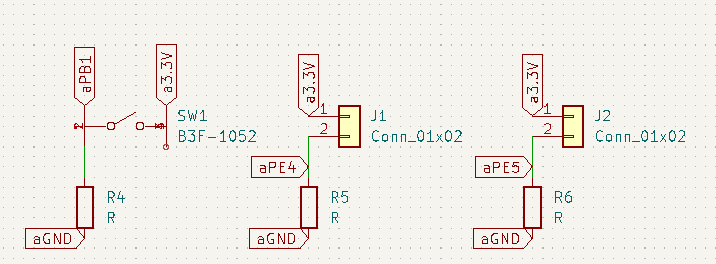 aPB1
a3.3V
2
SW1
B3F-1052
R4
R
aGND
a3.3V
1
2
J1
Conn_01x02
aPE4
R5
R
aGND
a3.3V
1
2
J2
Conn_01x02
aPE5
R6
R
aGND